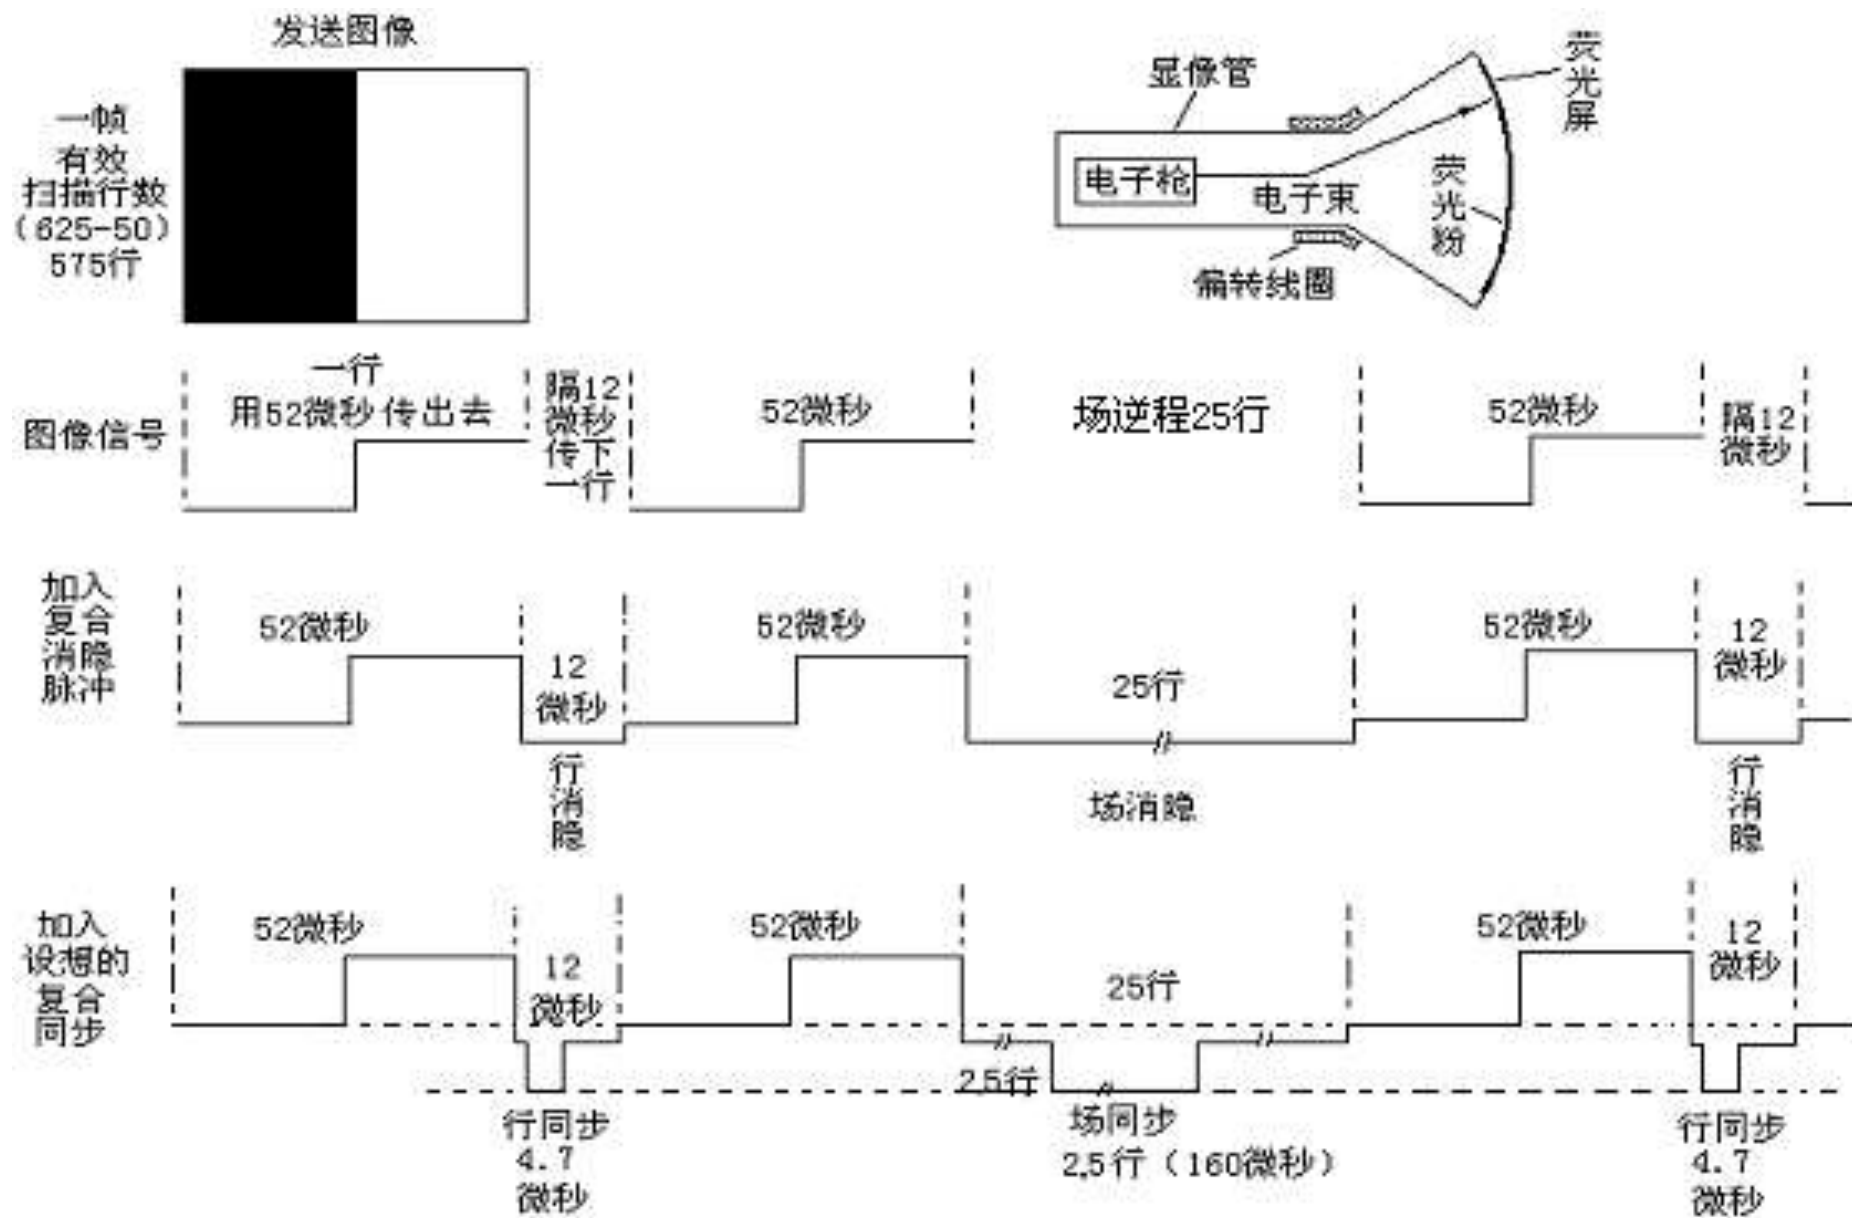 发送图像
一帧
有效
扫描行数
(625-50)
575行
显像管
荧光屏
电子枪
电子束
荧光粉
偏转线圈
图像信号
一行
用52微秒传出去
隔12
微秒
传下
一行
52微秒
场逆程25行
52微秒
隔12
微秒
加入
复合
消隐
脉冲
52微秒
12
微秒
行消隐
52微秒
25行
场消隐
52微秒
12
微秒
行消隐
加入
设想的
复合
同步
52微秒
12
微秒
行同步
4.7
微秒
52微秒
25行
2.5行
场同步
2.5行(160微秒)
52微秒
12
微秒
行同步
4.7
微秒